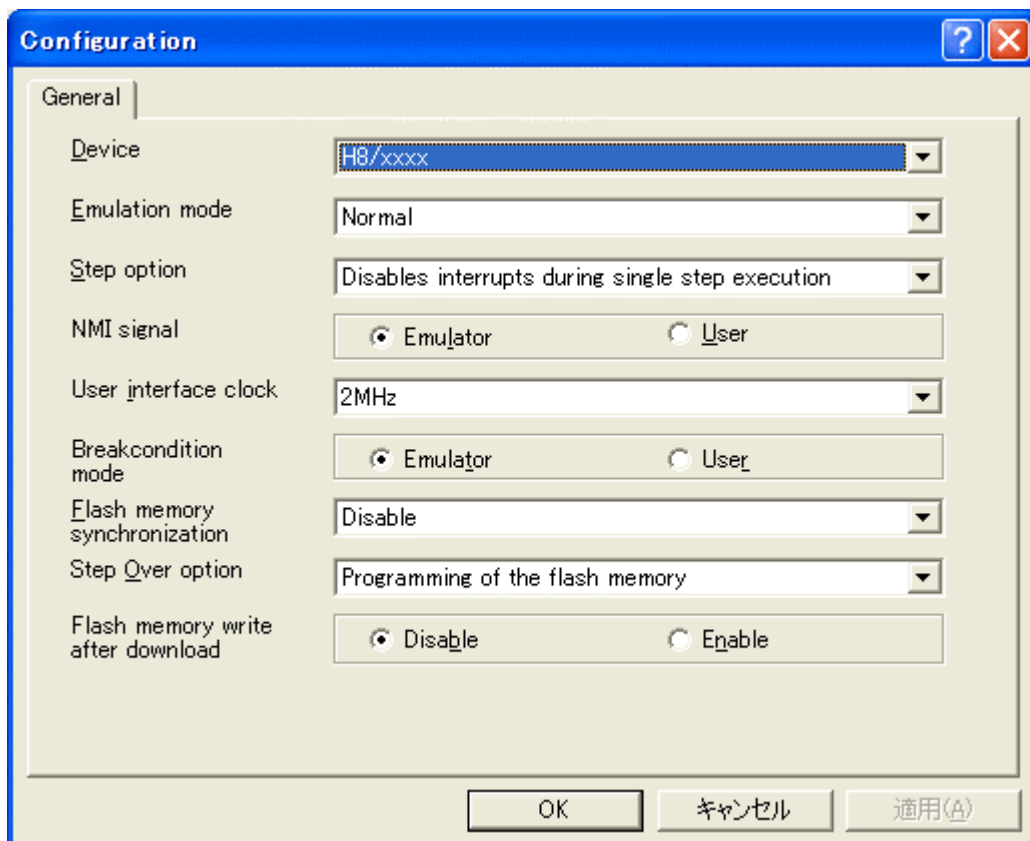 Configuration
General
Device
H8/xxxx
Emulation mode
Normal
Step option
Disables interrupts during single step execution
NMI signal
Emulator
User
User interface clock
2MHz
Breakcondition
mode
Emulator
User
Flash memory
synchronization
Disable
Step Over option
Programming of the flash memory
Flash memory write
after download
Disable
Enable
OK
キャンセル
適用(A)